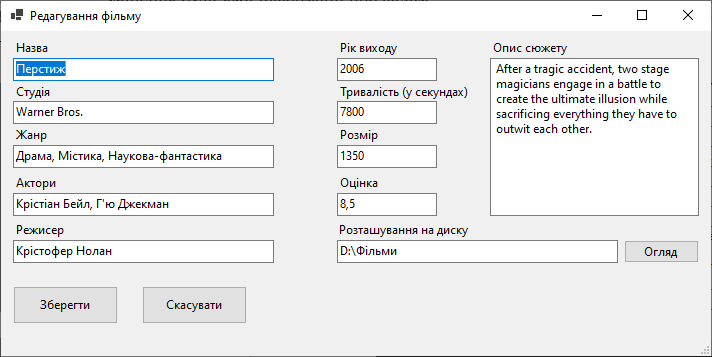 Редагування фільму
Назва
Перстиж
Студія
Warner Bros.
Жанр
Драма, Містика, Наукова-фантастика
Актори
Крістіан Бейл, Г'ю Джекман
Режисер
Крістофер Нолан
Рік виходу
2006
Тривалість (у секундах)
7800
Розмір
1350
Оцінка
8,5
Опис сюжету
After a tragic accident, two stage
magicians engage in a battle to
create the ultimate illusion while
sacrificing everything they have to
outwit each other.
Розташування на диску
D:\Фільми
Огляд
Зберегти
Скасувати